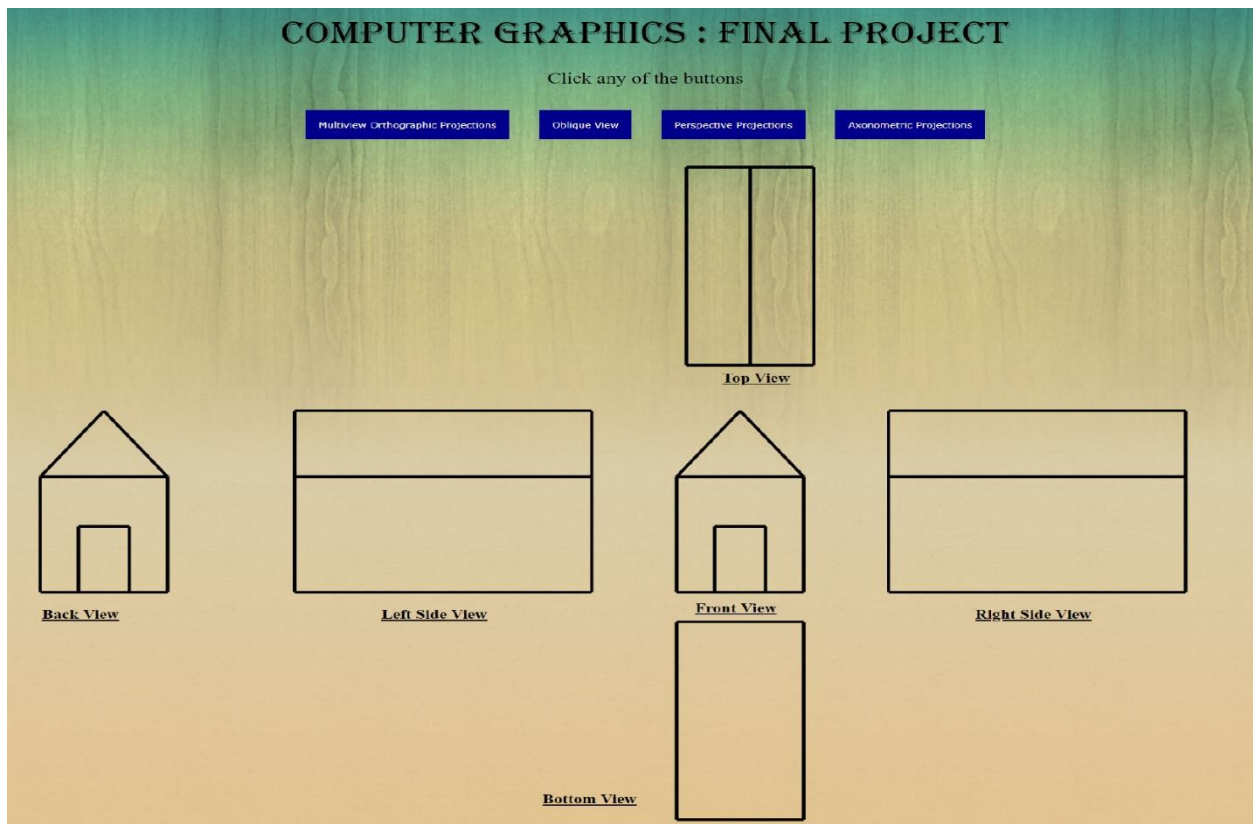 COMPUTER GRAPHICS : FINAL PROJECT
Click any of the buttons
Multiview Orthographic Projections Oblique View Perspective Projections Axonometric Projections
Top View
Back View Left Side View Front View Right Side View
Bottom View